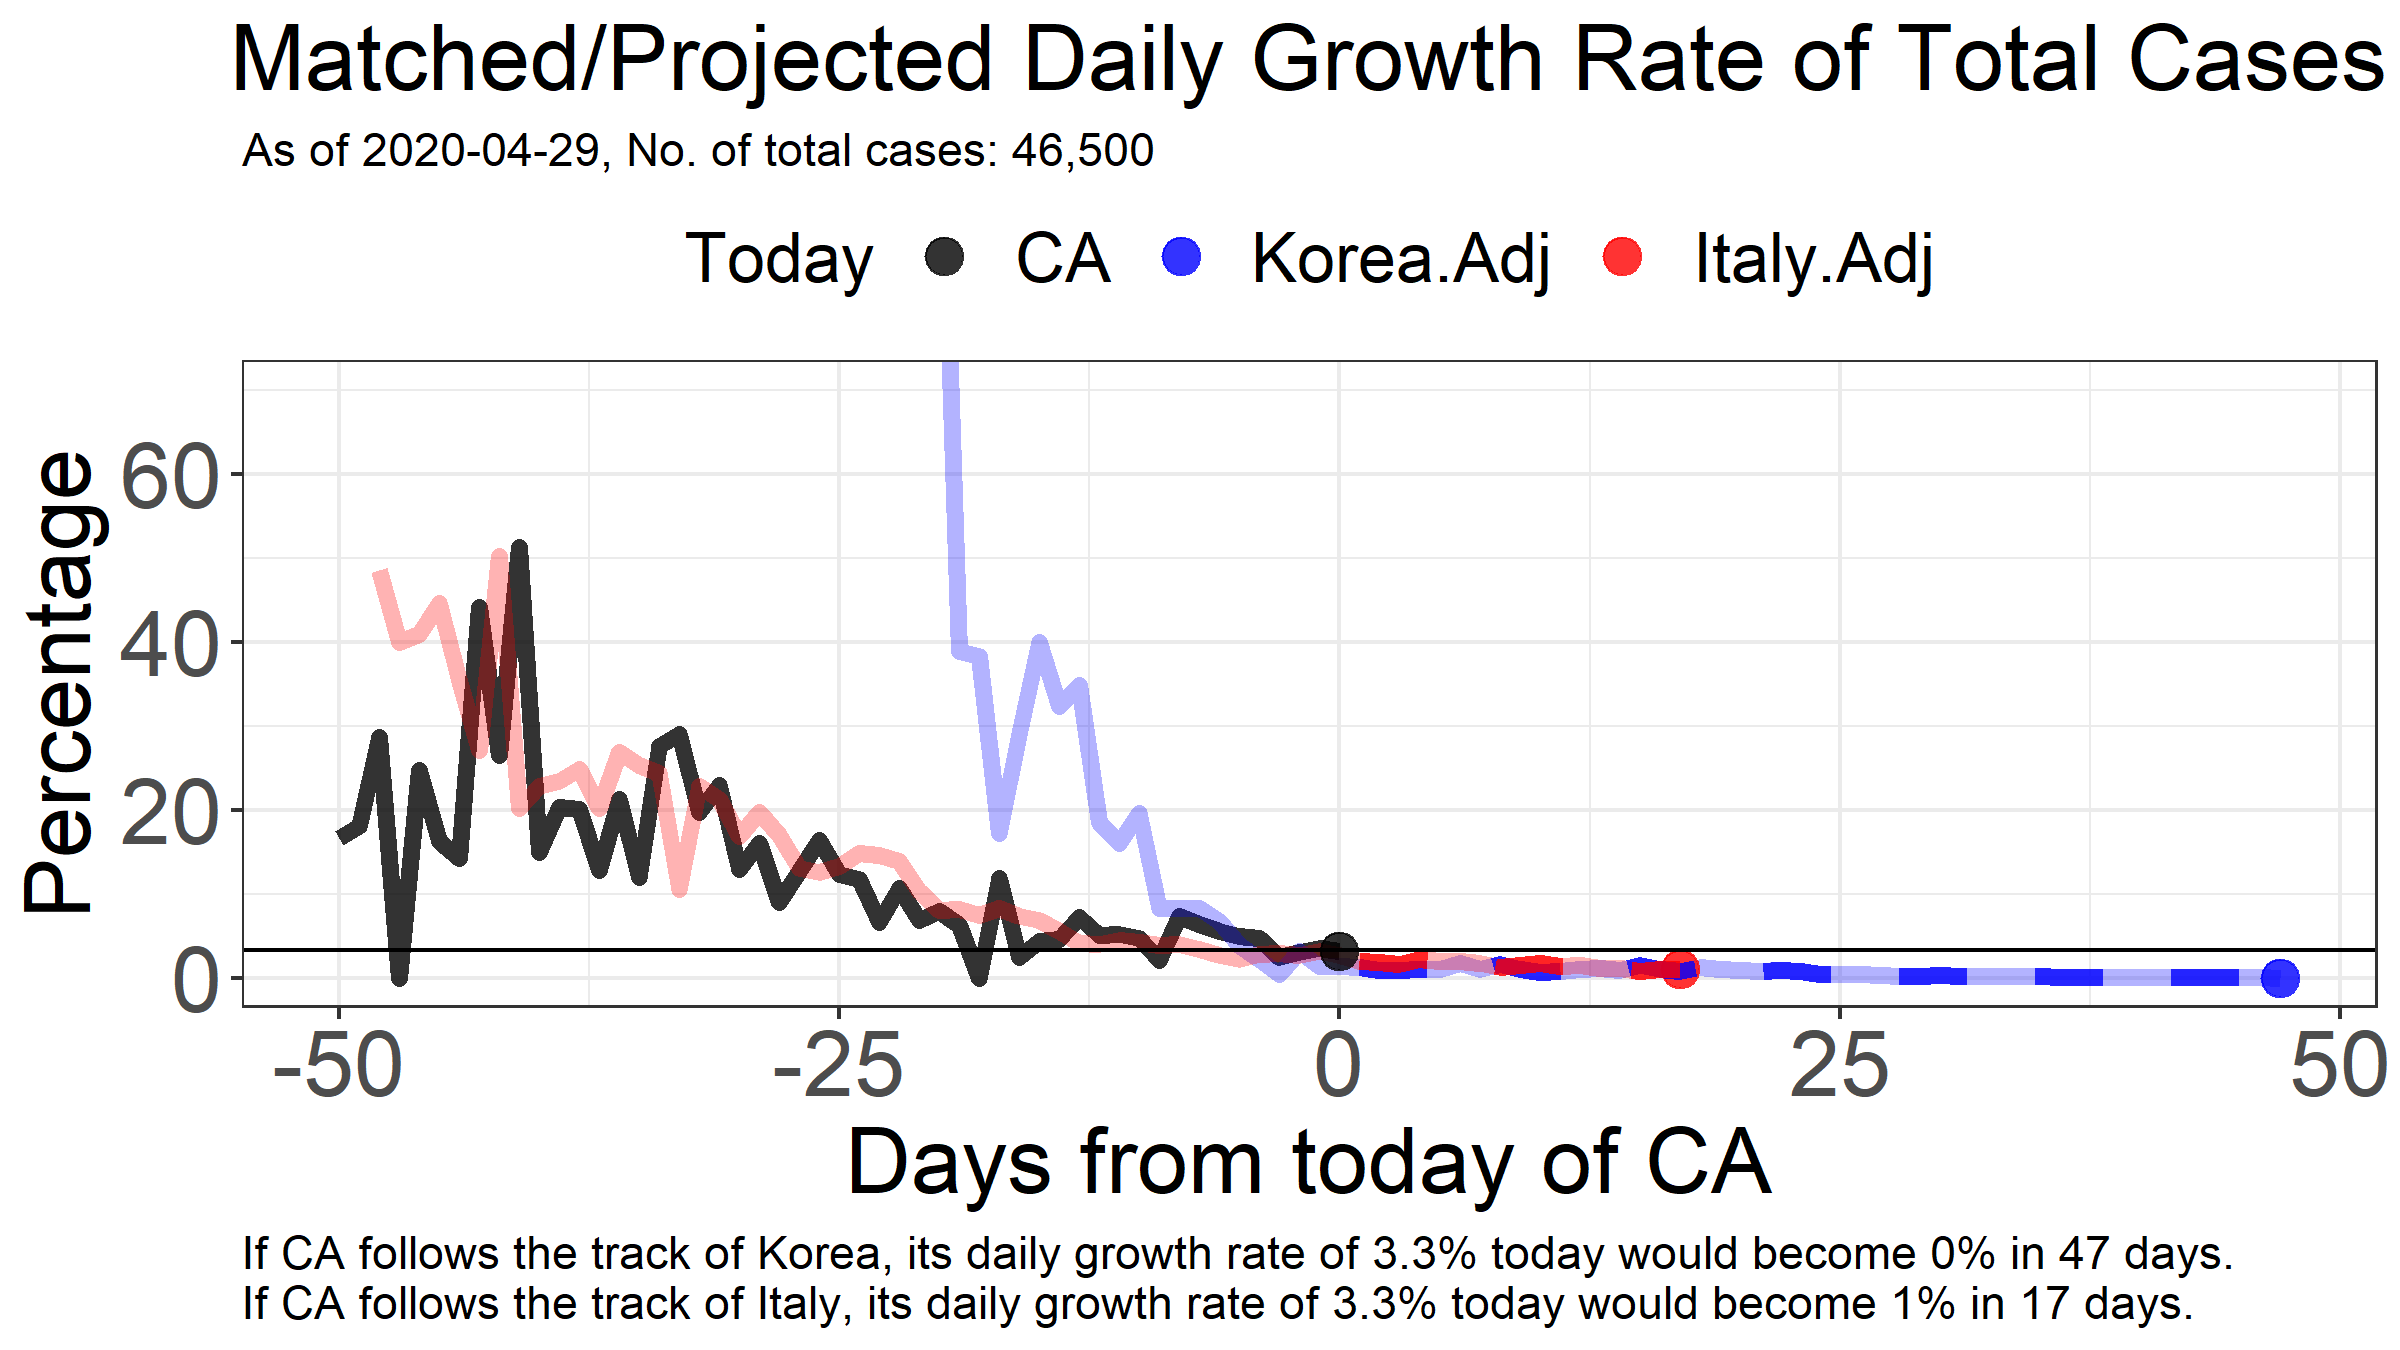 Matched/Projected Daily Growth Rate of Total Cases
As of 2020-04-29, No. of total cases: 46,500
Today CA Korea.Adj Italy.Adj
Percentage
60
40
20
0
-50 -25 0 25 50
Days from today of CA
If CA follows the track of Korea, its daily growth rate of 3.3% today would become 0% in 47 days.
If CA follows the track of Italy, its daily growth rate of 3.3% today would become 1% in 17 days.